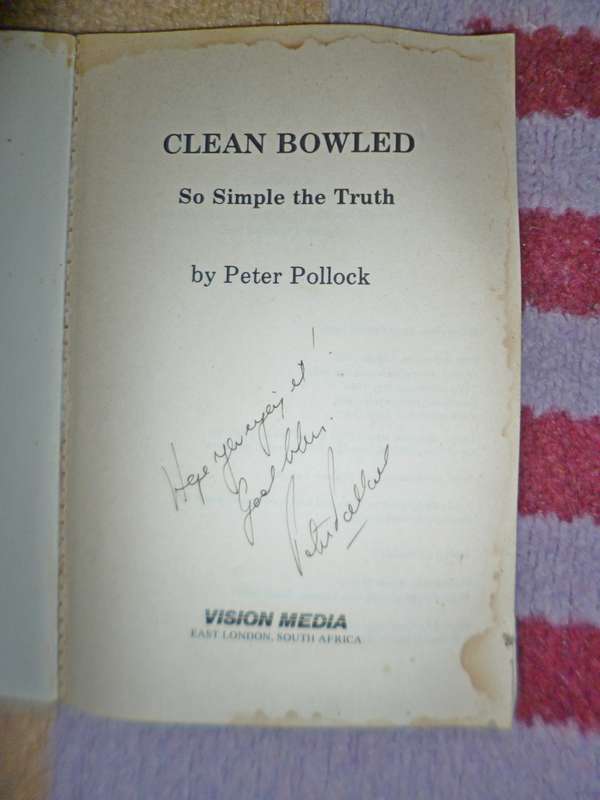 CLEAN BOWLED
So Simple the Truth
by Peter Pollock
Hope you enjoy it!
God bless.
Peter Pollock
VISION MEDIA
EAST LONDON, SOUTH AFRICA